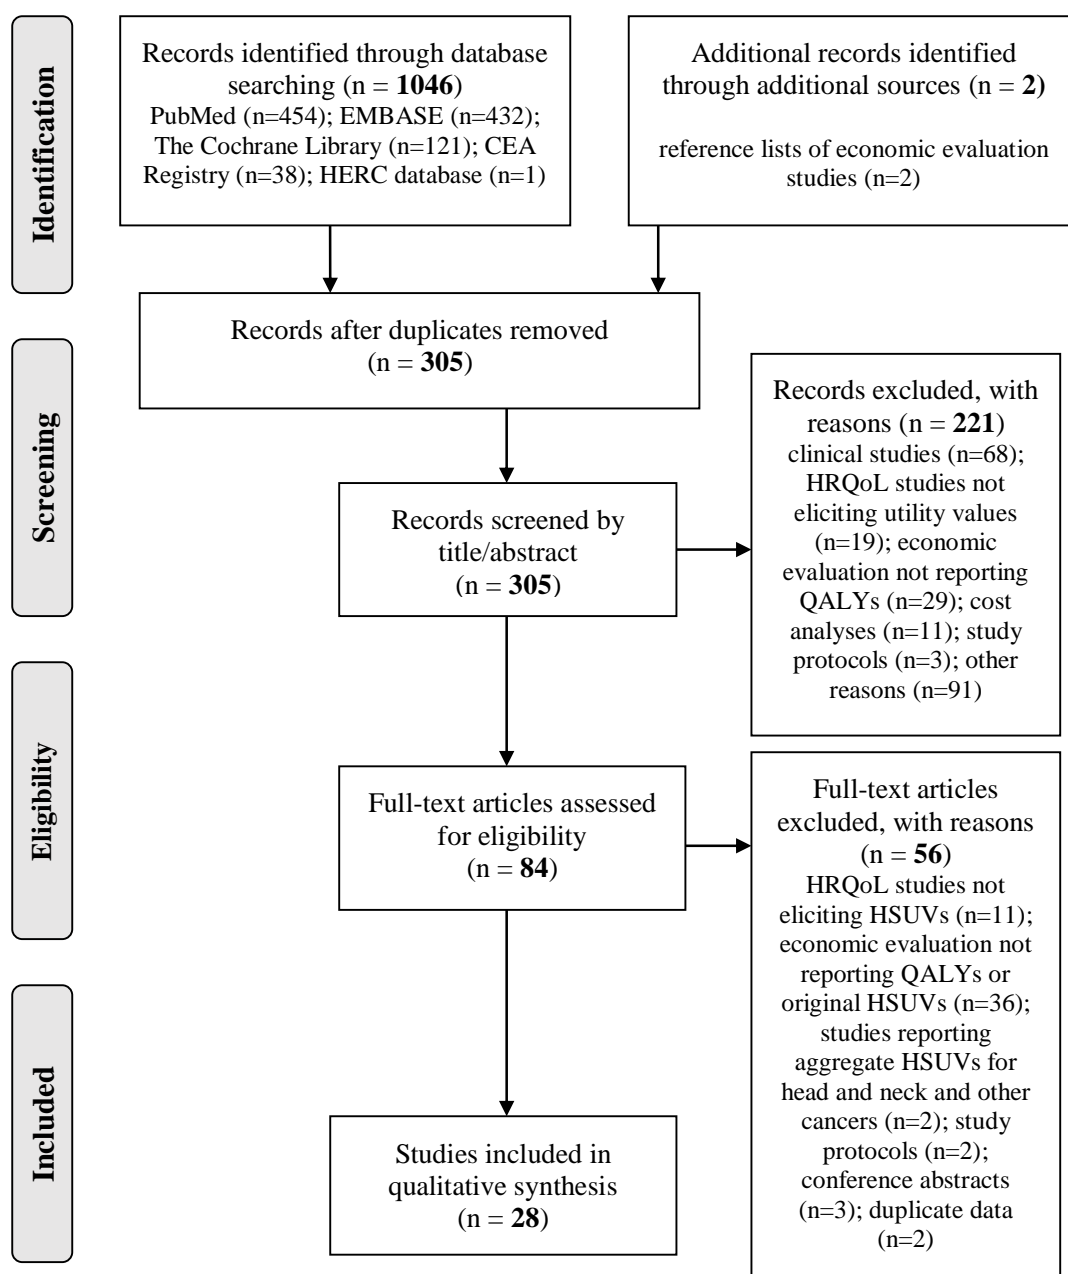 Identification
Records identified through database
searching (n = 1046)
PubMed (n=454); EMBASE (n=432);
The Cochrane Library (n=121); CEA
Registry (n=38); HERC database (n=1)
Additional records identified
through additional sources (n = 2)
reference lists of economic evaluation
studies (n=2)
Records after duplicates removed
(n = 305)
Screening
Records screened by
title/abstract
(n = 305)
Records excluded, with
reasons (n = 221)
clinical studies (n=68);
HRQoL studies not
eliciting utility values
(n=19); economic
evaluation not reporting
QALYs (n=29); cost
analyses (n=11); study
protocols (n=3); other
reasons (n=91)
Eligibility
Full-text articles assessed
for eligibility
(n = 84)
Full-text articles
excluded, with reasons
(n = 56)
HRQoL studies not
eliciting HSUVs (n=11);
economic evaluation not
reporting QALYs or
original HSUVs (n=36);
studies reporting
aggregate HSUVs for
head and neck and other
cancers (n=2); study
protocols (n=2);
conference abstracts
(n=3); duplicate data
(n=2)
Included
Studies included in
qualitative synthesis
(n = 28)